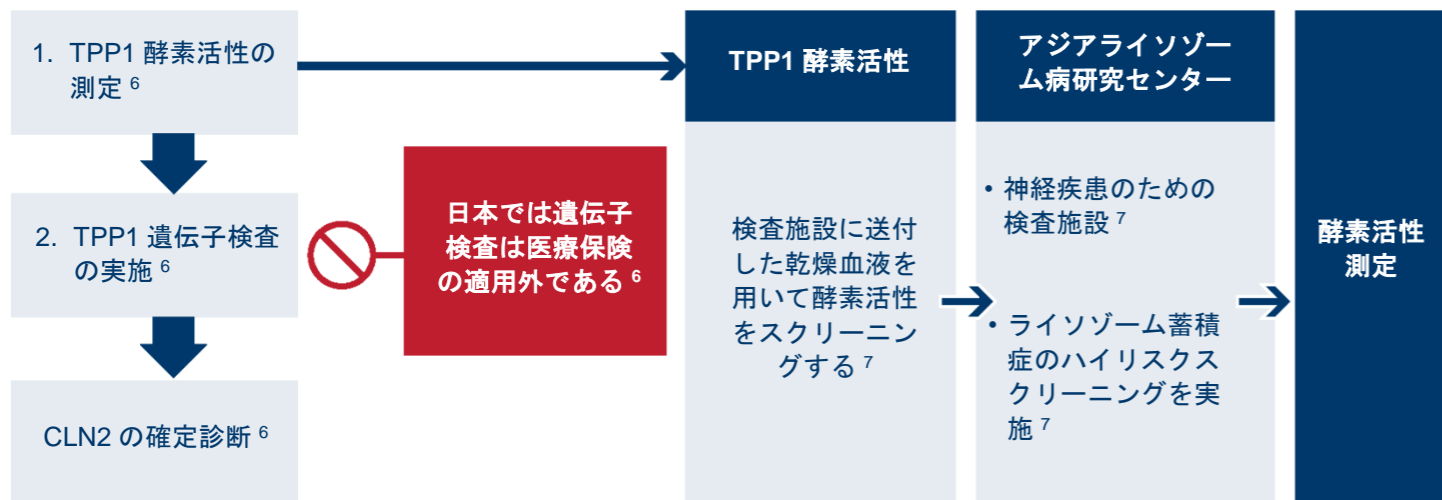 1. TPP1 酵素活性の
測定 6
2. TPP1 遺伝子検査
の実施 6
CLN2 の確定診断 6
日本では遺伝子
検査は医療保険
の適用外である 6
TPP1 酵素活性
検査施設に送付
した乾燥血液を
用いて酵素活性
をスクリーニン
グする 7
アジアライソゾー
ム病研究センター
・神経疾患のための
検査施設 7
・ライソゾーム蓄積
症のハイリスクス
クリーニングを実
施 7
酵素活性
測定